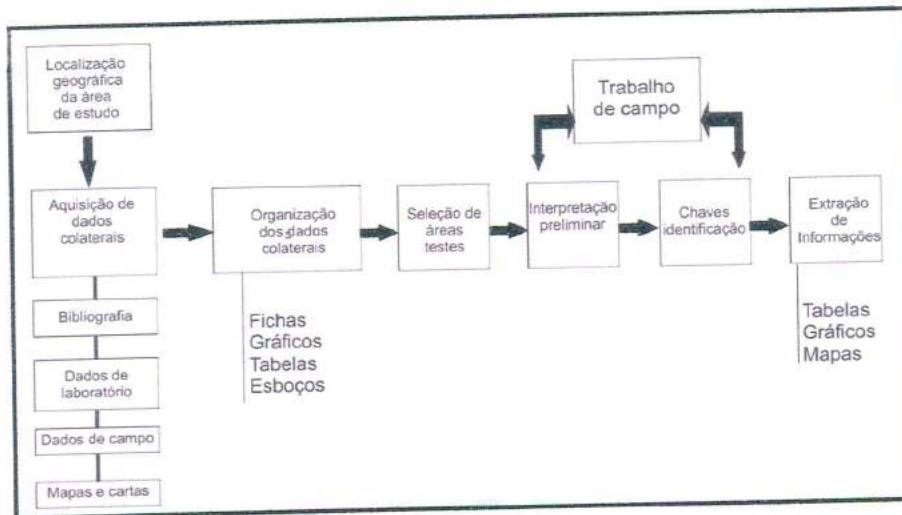 Localização
geográfica
da área
de estudo
Trabalho
de campo
Aquisição de
dados
colaterais
Organização
dos dados
colaterais
Seleção de
áreas
testes
Interpretação
preliminar
Chaves
identificação
Extração
de
Informações
Bibliografia
Dados de
laboratório
Dados de campo
Mapas e cartas
Fichas
Gráficos
Tabelas
Esboços
Tabelas
Gráficos
Mapas